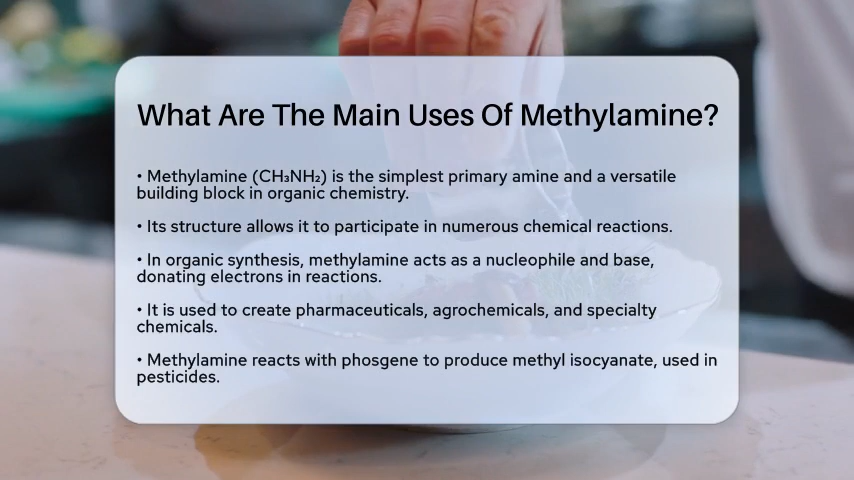 What Are The Main Uses Of Methylamine?
• Methylamine (CH₃NH₂) is the simplest primary amine and a versatile
building block in organic chemistry.
• Its structure allows it to participate in numerous chemical reactions.
• In organic synthesis, methylamine acts as a nucleophile and base,
donating electrons in reactions.
• It is used to create pharmaceuticals, agrochemicals, and specialty
chemicals.
• Methylamine reacts with phosgene to produce methyl isocyanate, used in
pesticides.